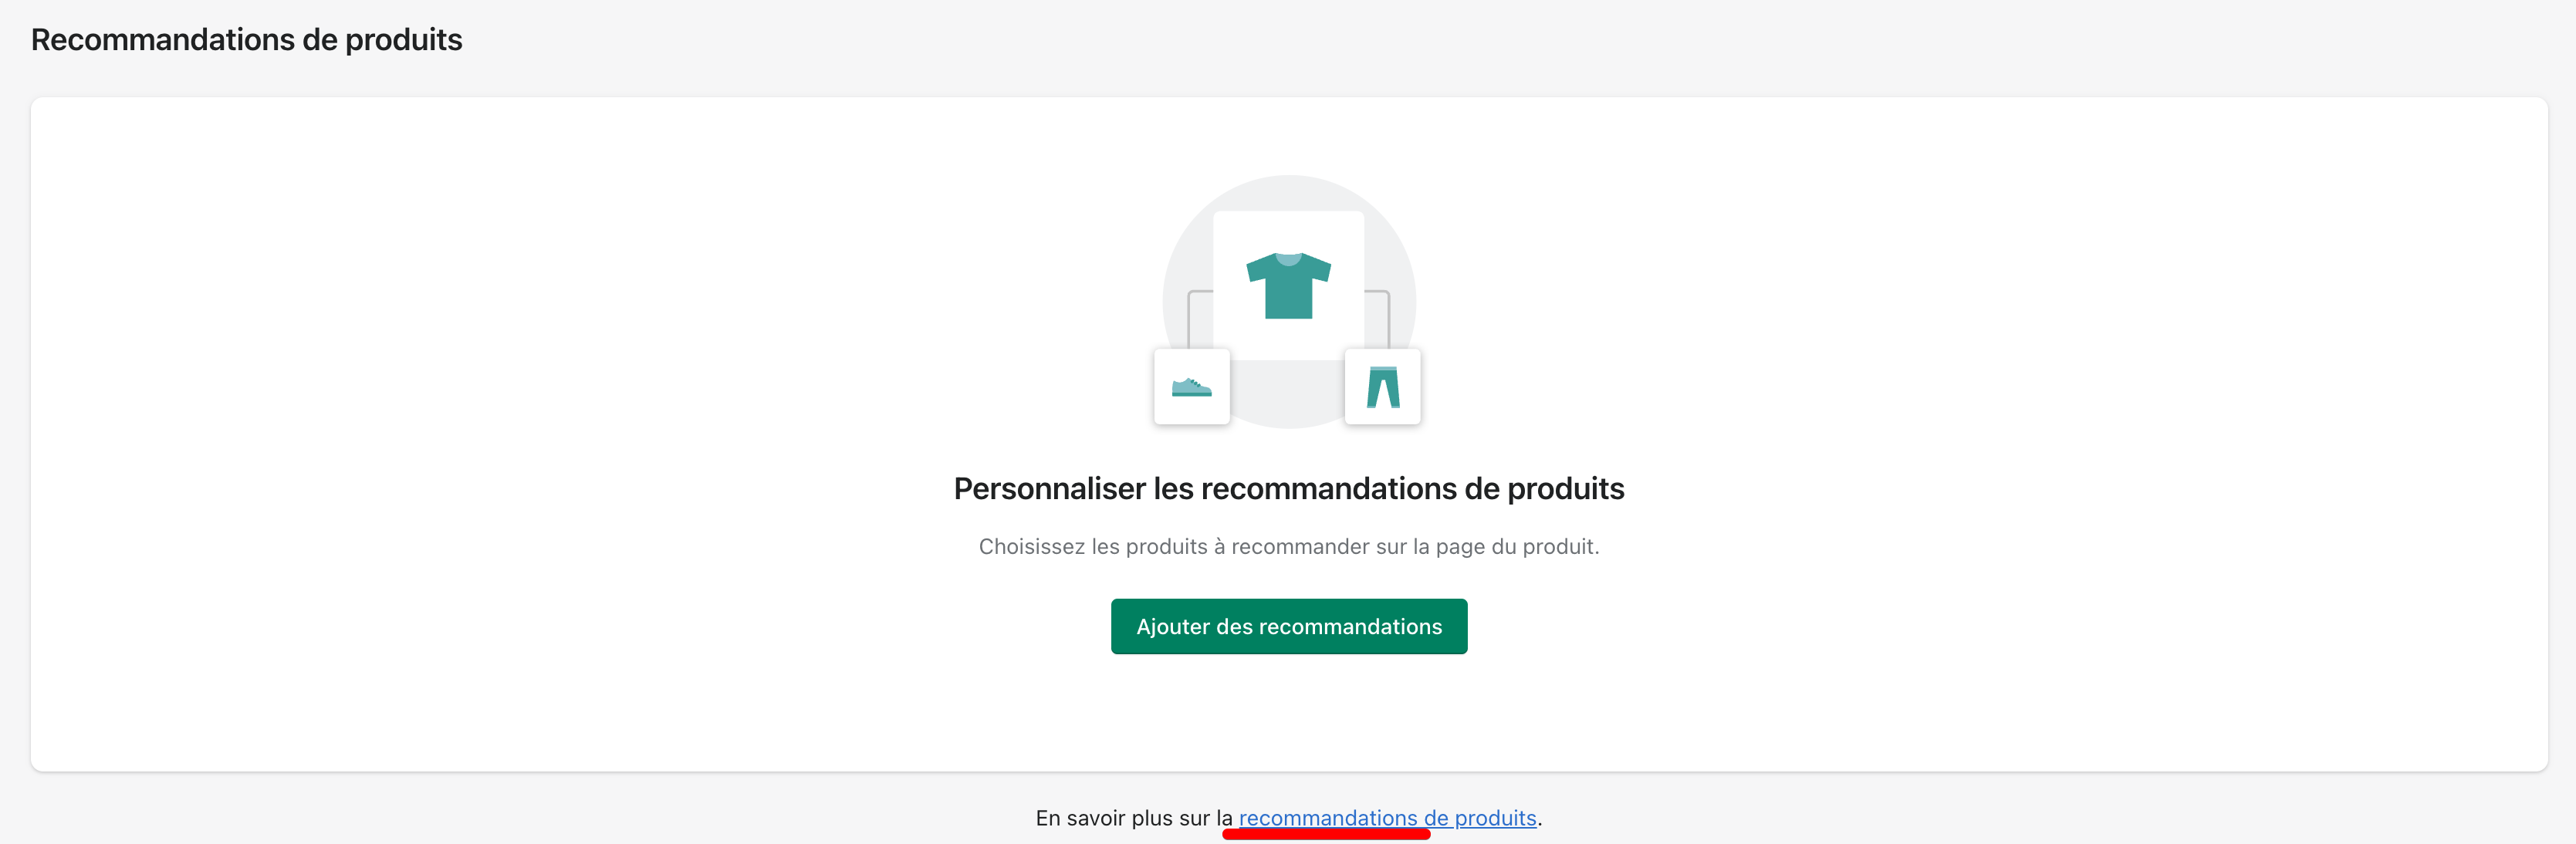 Recommandations de produits
Personnaliser les recommandations de produits
Choisissez les produits à recommander sur la page du produit.
Ajouter des recommandations
En savoir plus sur la recommandations de produits.